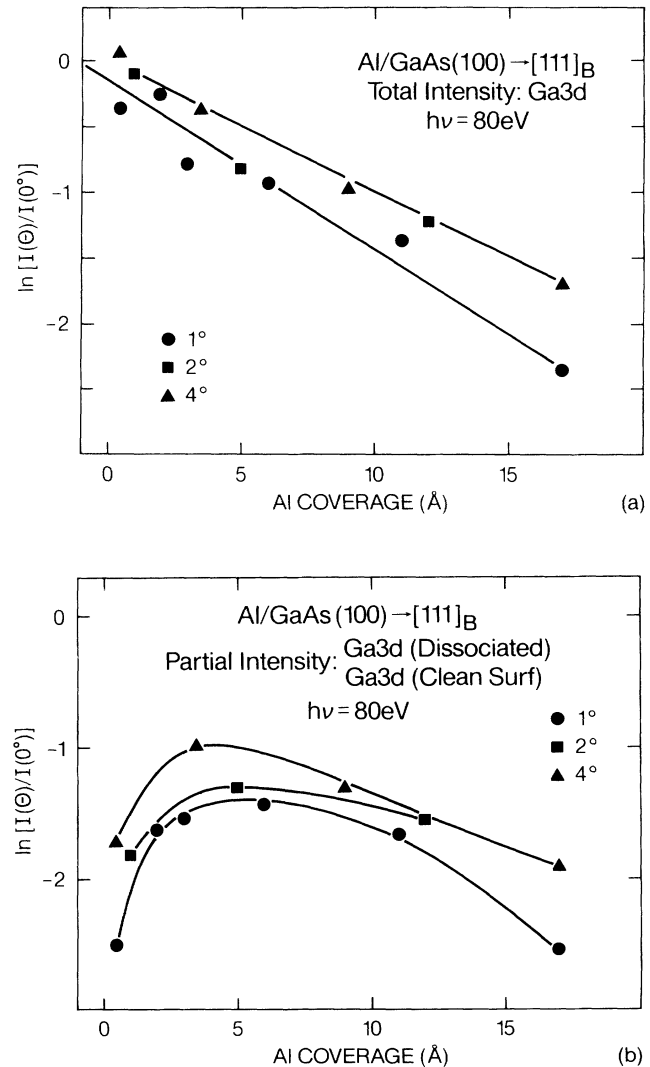 0
-1
-2
ln [I(Θ)/I(0°)]
Al/GaAs(100)→[111]B
Total Intensity: Ga3d
hν = 80eV
1°
2°
4°
0 5 10 15
Al COVERAGE (Å)
(a)
0
-1
-2
ln [I(Θ)/I(0°)]
Al/GaAs (100)→[111]B
Partial Intensity: Ga3d (Dissociated)
Ga3d (Clean Surf)
hν = 80eV
1°
2°
4°
0 5 10 15
Al COVERAGE (Å)
(b)